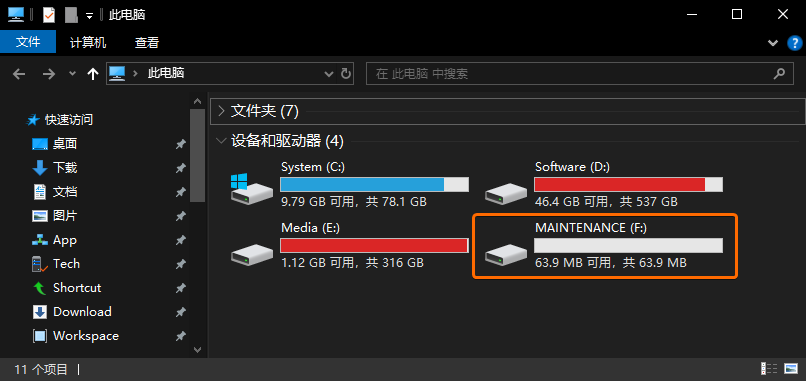 此电脑
文件 计算机 查看
此电脑 在 此电脑 中搜索
快速访问
桌面
下载
文档
图片
App
Tech
Shortcut
Download
Workspace
文件夹 (7)
设备和驱动器 (4)
System (C:)
9.79 GB 可用，共 78.1 GB
Software (D:)
46.4 GB 可用，共 537 GB
Media (E:)
1.12 GB 可用，共 316 GB
MAINTENANCE (F:)
63.9 MB 可用，共 63.9 MB
11 个项目